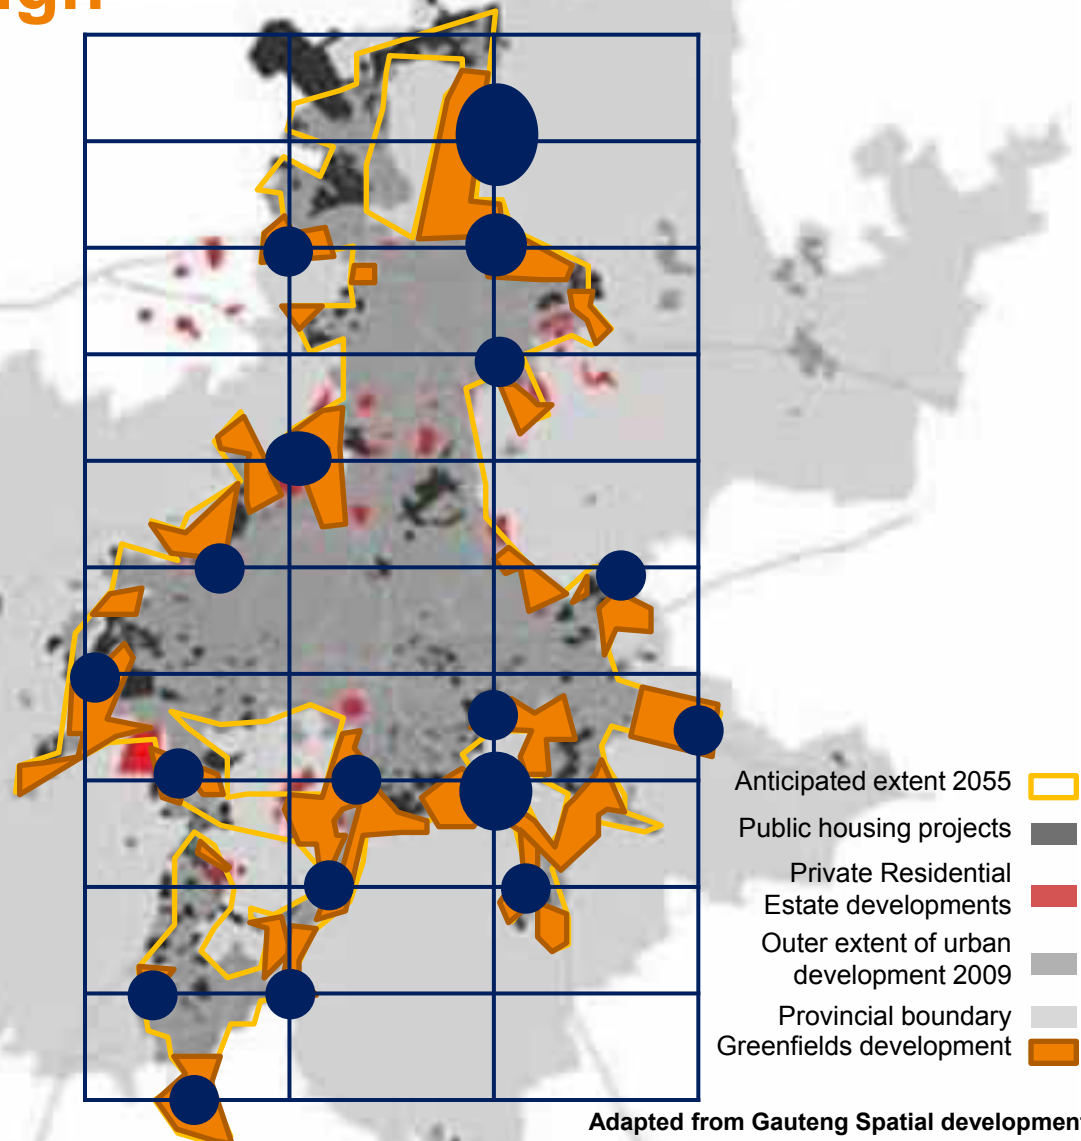 Anticipated extent 2055
Public housing projects
Private Residential
Estate developments
Outer extent of urban
development 2009
Provincial boundary
Greenfields development
Adapted from Gauteng Spatial development